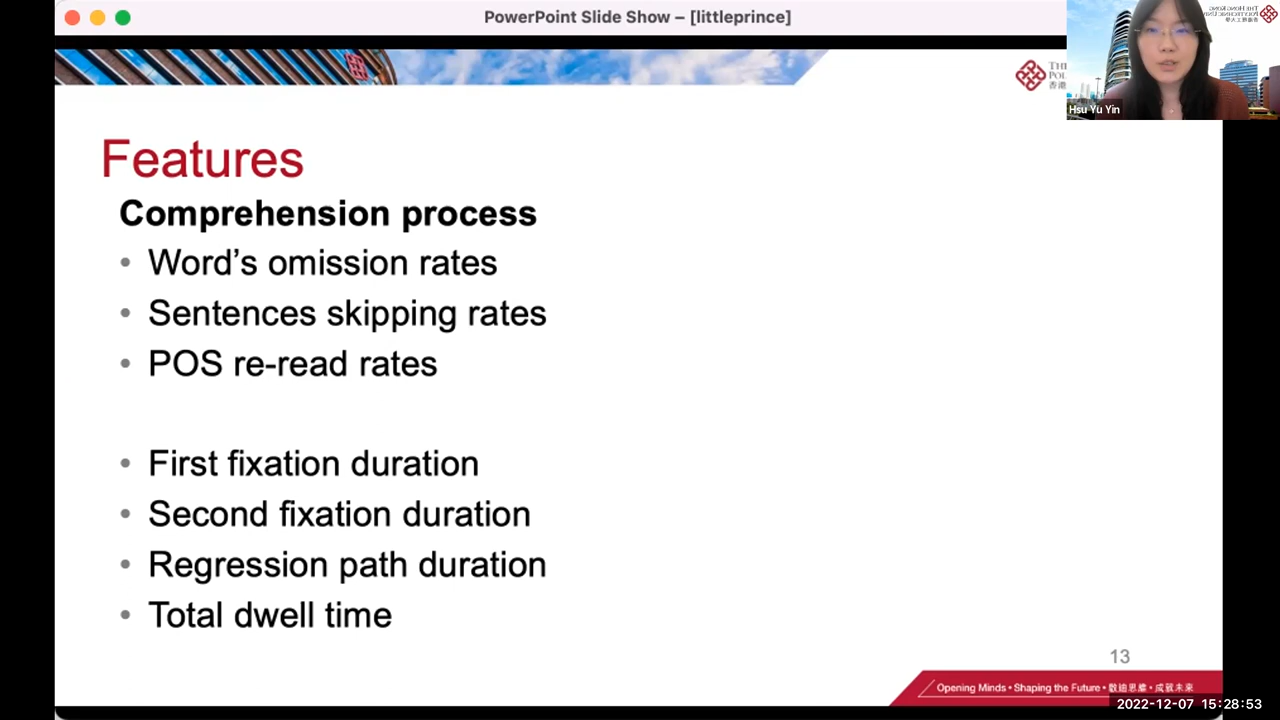 PowerPoint Slide Show – [littleprince]
Hsu Yu Yin
Features
Comprehension process
• Word’s omission rates
• Sentences skipping rates
• POS re-read rates
• First fixation duration
• Second fixation duration
• Regression path duration
• Total dwell time
13
Opening Minds • Shaping the Future • 啟迪思維 • 成就未來
2022-12-07 15:28:53